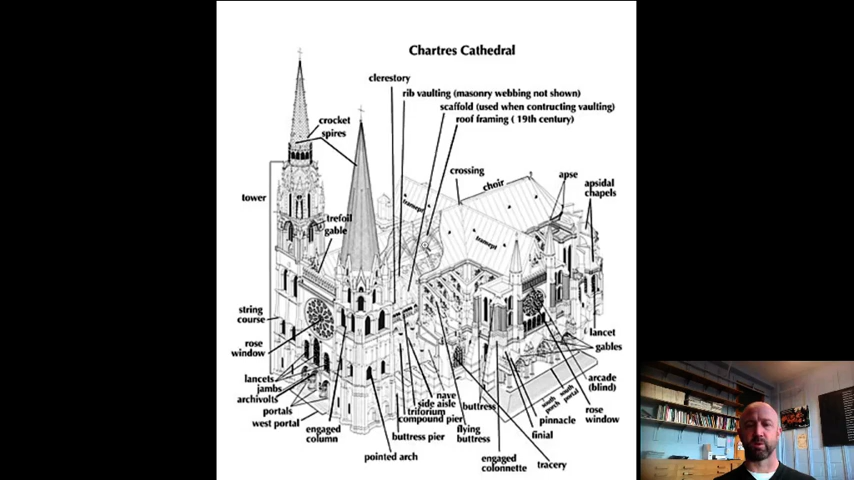 Chartres Cathedral
clerestory
rib vaulting (masonry webbing not shown)
scaffold (used when contructing vaulting)
roof framing ( 19th century)
crocket
spires
crossing
choir
apse
apsidal
chapels
tower
transept
trefoil
gable
transept
string
course
rose
window
lancet
gables
lancets
jambs
archivolts
portals
west portal
engaged
column
pointed arch
nave
side aisle
triforium
compound pier
buttress pier
buttress
flying
buttress
engaged
colonnette
tracery
finial
pinnacle
south
porch
south
portal
arcade
(blind)
rose
window